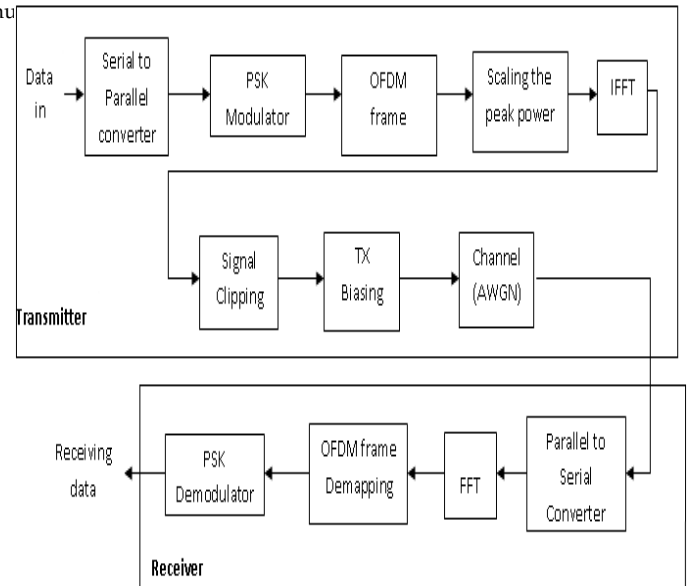 Data
in
Serial to
Parallel
converter
PSK
Modulator
OFDM
frame
Scaling the
peak power
IFFT
Signal
Clipping
TX
Biasing
Channel
(AWGN)
Transmitter
Receiving
data
PSK
Demodulator
OFDM frame
Demapping
FFT
Parallel to
Serial
Converter
Receiver